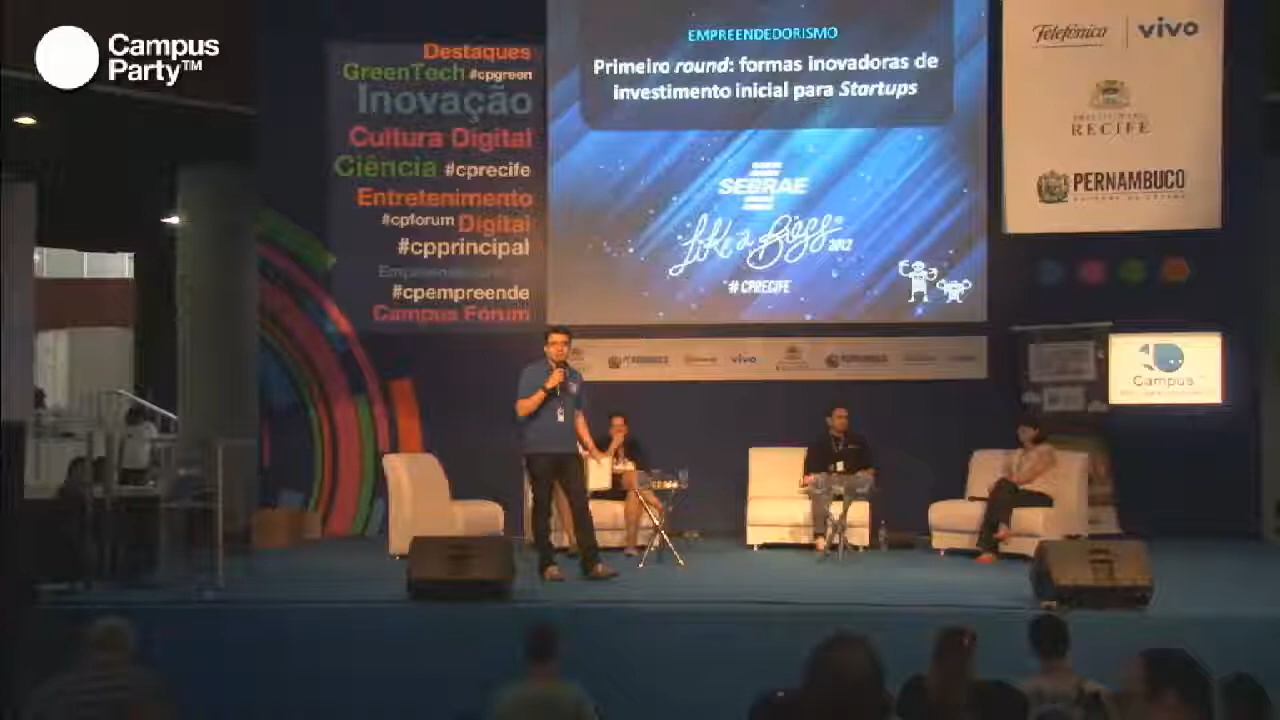 Campus
Party™
Destaques
GreenTech #cpgreen
Inovação
Cultura Digital
Ciência #cprecife
Entretenimento
#cpforum Digital
#cpprincipal
#cpempreende
Campus Fórum
EMPREENDEDORISMO
Primeiro round: formas inovadoras de
investimento inicial para Startups
SEBRAE
Like a Boss
2012
#CPRECIFE
Telefónica vivo
RECIFE
PERNAMBUCO
PERNAMBUCO
vivo
PERNAMBUCO
Campus